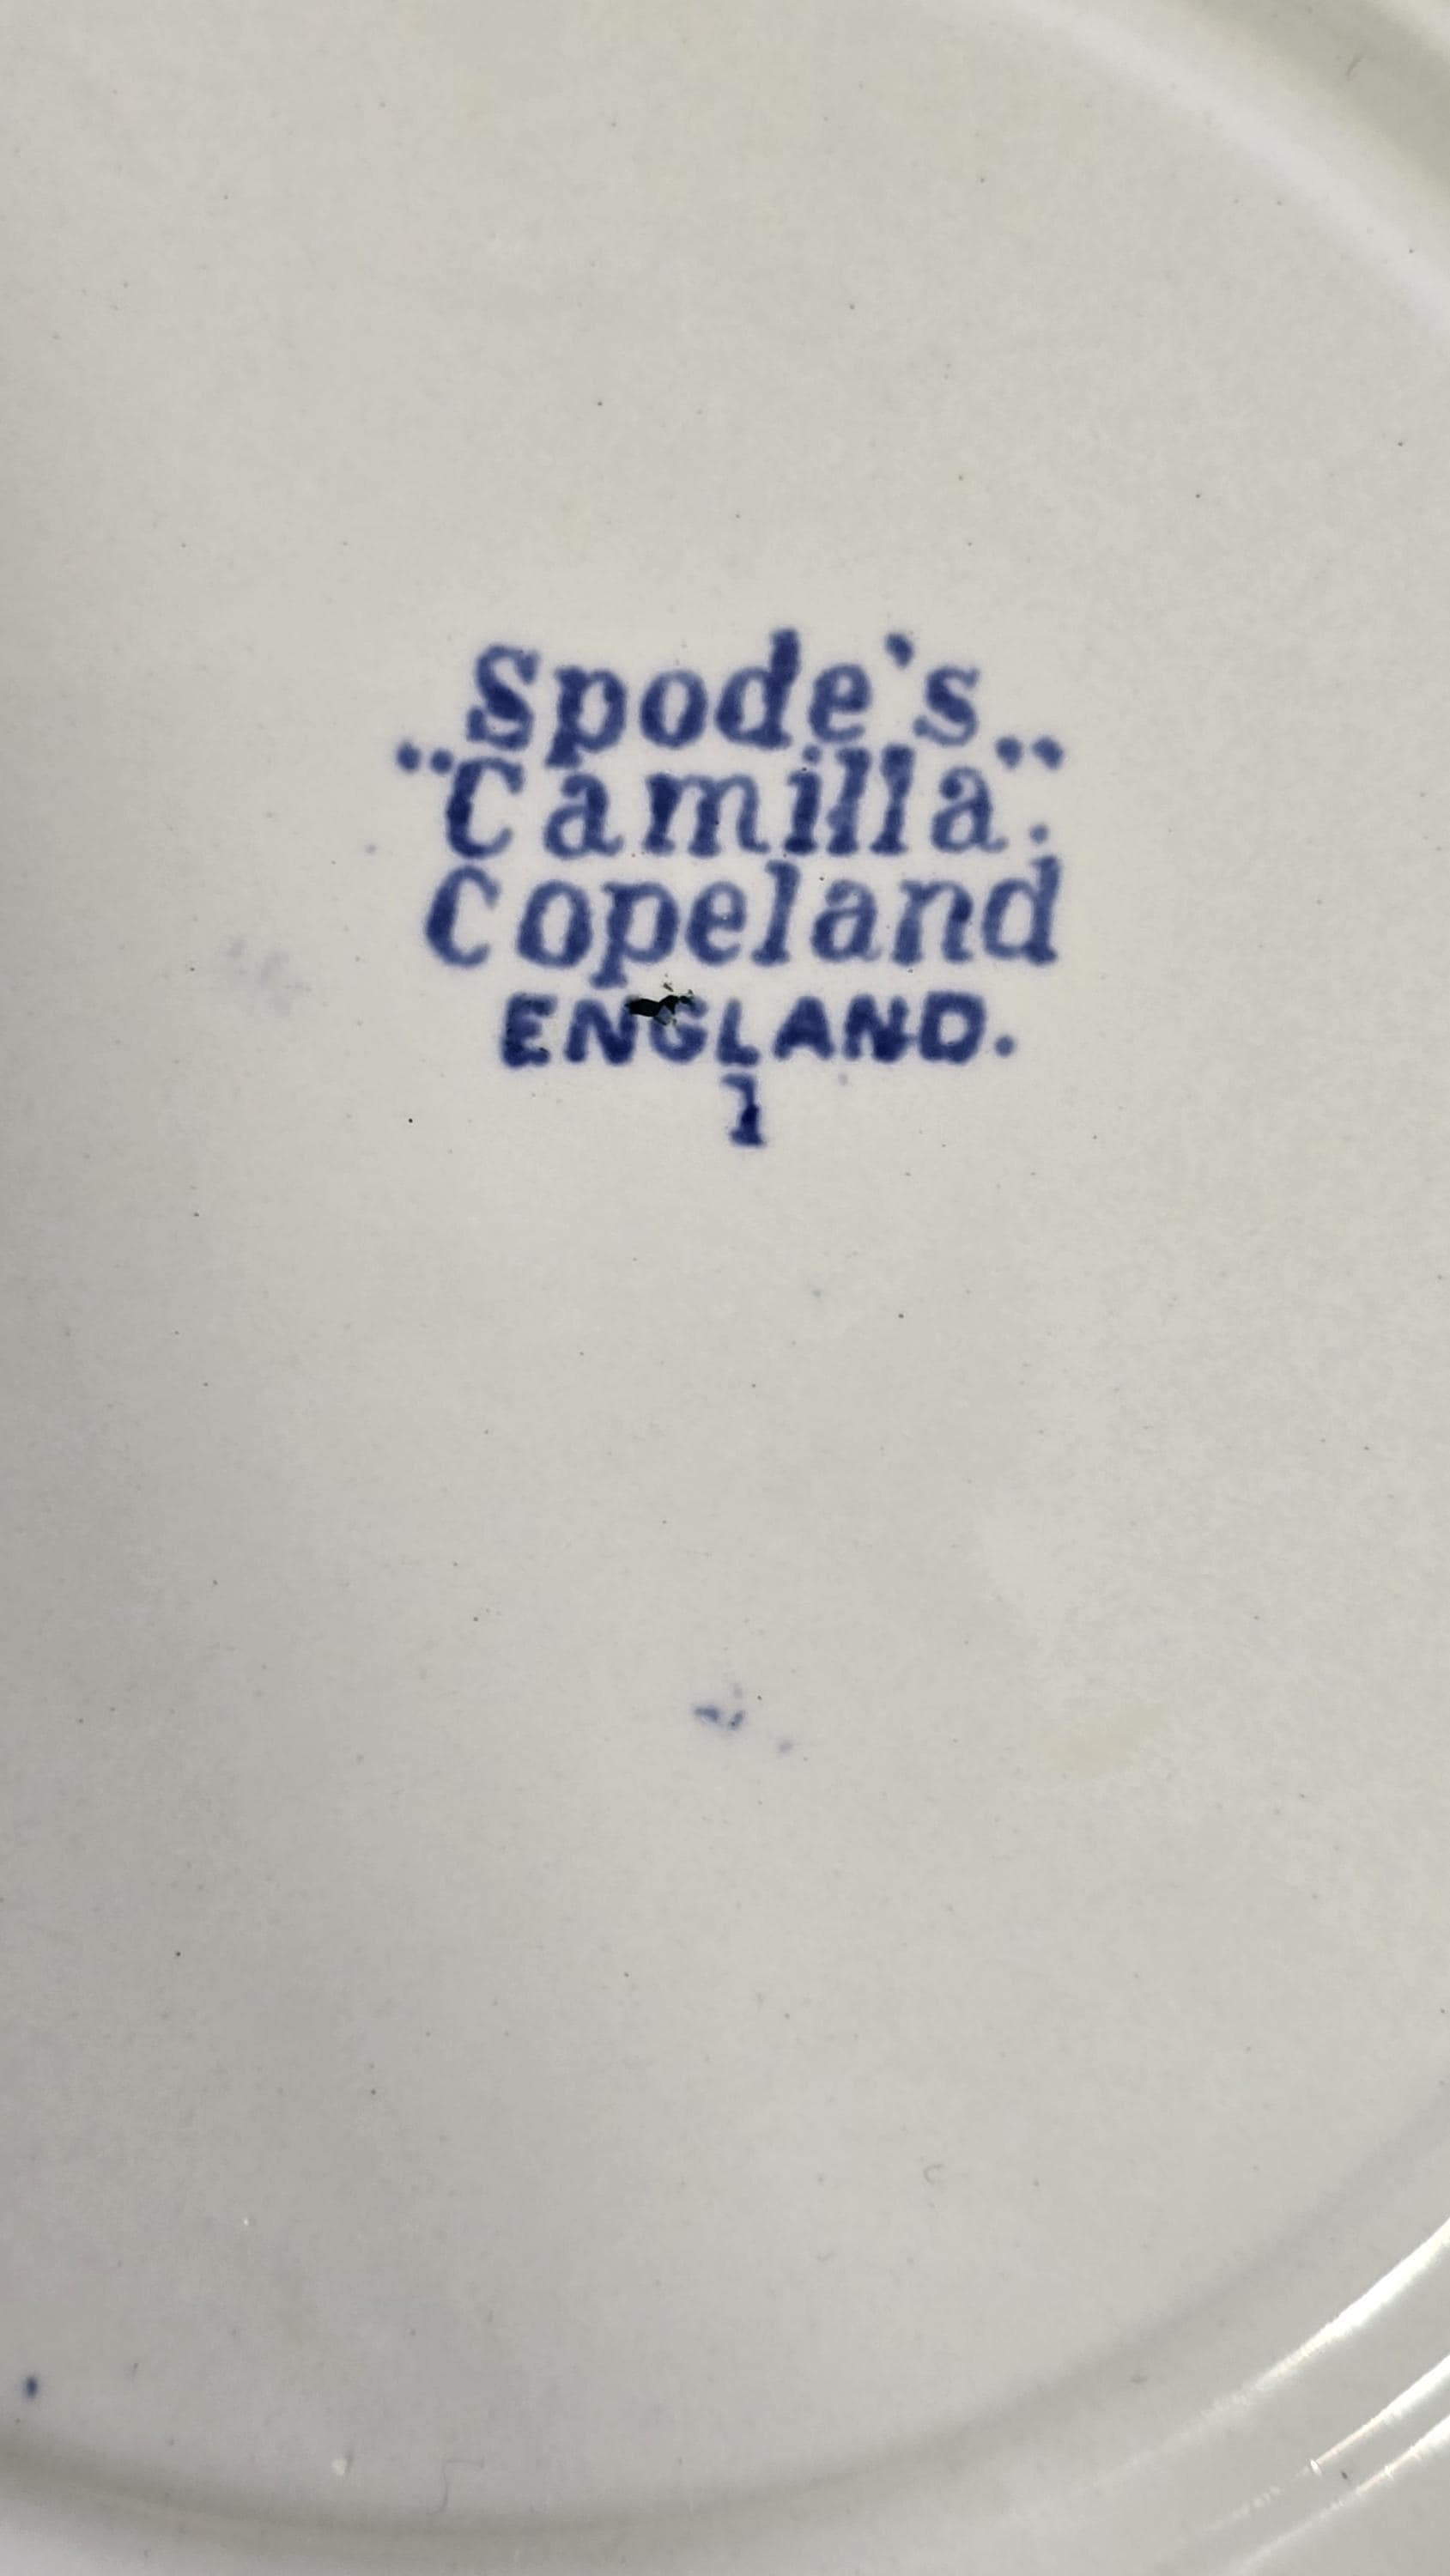 Spode's
"Camilla".
Copeland
ENGLAND.
1